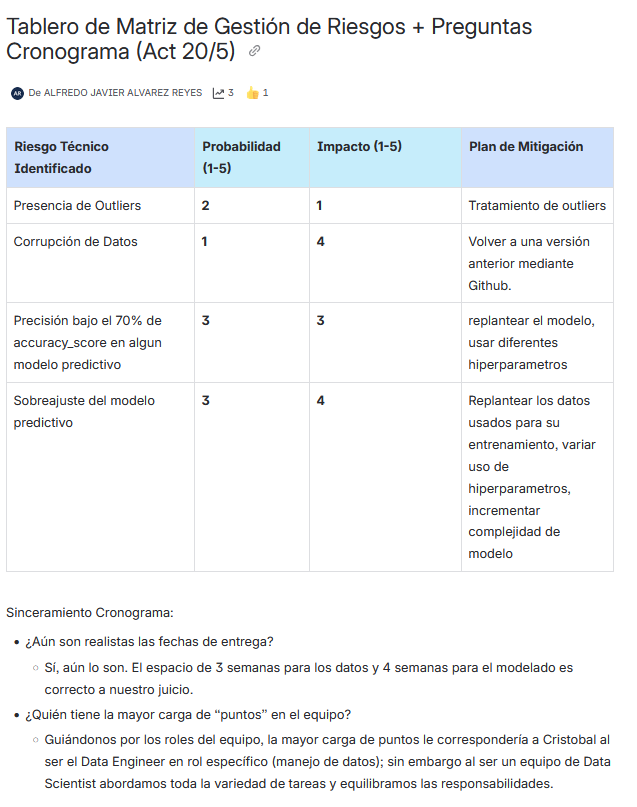 Tablero de Matriz de Gestión de Riesgos + Preguntas
Cronograma (Act 20/5)
AR De ALFREDO JAVIER ALVAREZ REYES 3 1
Riesgo Técnico
Identificado
Probabilidad
(1-5)
Impacto (1-5)
Plan de Mitigación
Presencia de Outliers
2
1
Tratamiento de outliers
Corrupción de Datos
1
4
Volver a una versión
anterior mediante
Github.
Precisión bajo el 70% de
accuracy_score en algun
modelo predictivo
3
3
replantear el modelo,
usar diferentes
hiperparametros
Sobreajuste del modelo
predictivo
3
4
Replantear los datos
usados para su
entrenamiento, variar
uso de
hiperparametros,
incrementar
complejidad de
modelo
Sinceramiento Cronograma:
• ¿Aún son realistas las fechas de entrega?
◦ Sí, aún lo son. El espacio de 3 semanas para los datos y 4 semanas para el modelado es
correcto a nuestro juicio.
• ¿Quién tiene la mayor carga de “puntos” en el equipo?
◦ Guiándonos por los roles del equipo, la mayor carga de puntos le correspondería a Cristobal al
ser el Data Engineer en rol específico (manejo de datos); sin embargo al ser un equipo de Data
Scientist abordamos toda la variedad de tareas y equilibramos las responsabilidades.